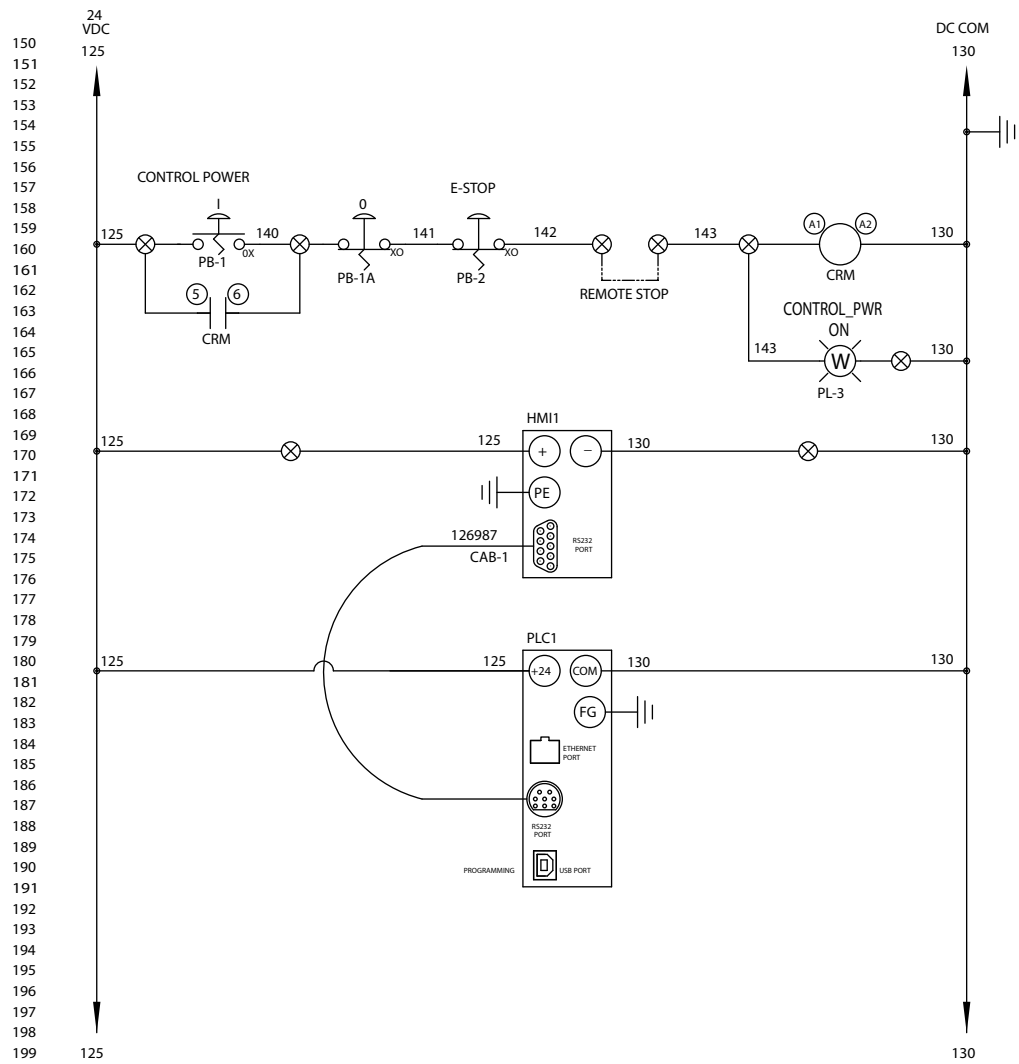 24
VDC
DC COM
150
125
130
151
152
153
154
155
156
157
CONTROL POWER
E-STOP
158
I
0
159
125
140
141
142
143
A1
A2
130
160
0X
XO
XO
PB-1
PB-1A
PB-2
CRM
161
162
REMOTE STOP
5
6
163
CONTROL_PWR
ON
164
CRM
165
143
W
130
166
167
PL-3
168
HMI1
169
125
125
130
130
170
+
−
171
172
PE
173
174
126987
RS232
PORT
175
CAB-1
176
177
178
179
PLC1
180
125
125
130
130
181
+24
COM
182
183
FG
184
ETHERNET
PORT
185
186
187
188
RS232
PORT
189
190
PROGRAMMING
USB PORT
191
192
193
194
195
196
197
198
199
125
130